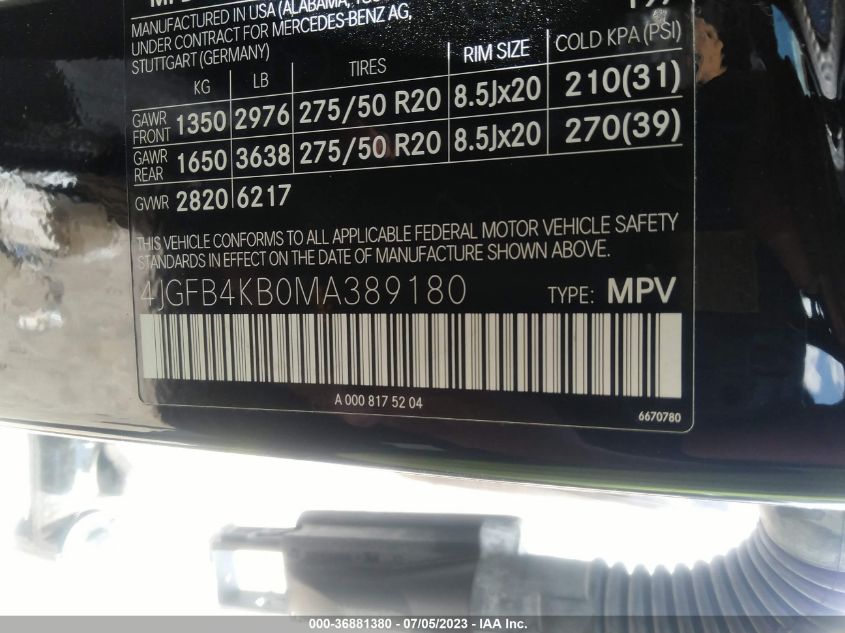 MANUFACTURED IN USA (ALABAMA,
UNDER CONTRACT FOR MERCEDES-BENZ AG,
STUTTGART (GERMANY)
KG LB TIRES RIM SIZE COLD KPA (PSI)
GAWR FRONT 1350 2976 275/50 R20 8.5Jx20 210(31)
GAWR REAR 1650 3638 275/50 R20 8.5Jx20 270(39)
GVWR 2820 6217
THIS VEHICLE CONFORMS TO ALL APPLICABLE FEDERAL MOTOR VEHICLE SAFETY
STANDARDS IN EFFECT ON THE DATE OF MANUFACTURE SHOWN ABOVE.
4JGFB4KB0MA389180 TYPE: MPV
A 000 817 52 04
6670780
000-36881380 - 07/05/2023 - IAA Inc.